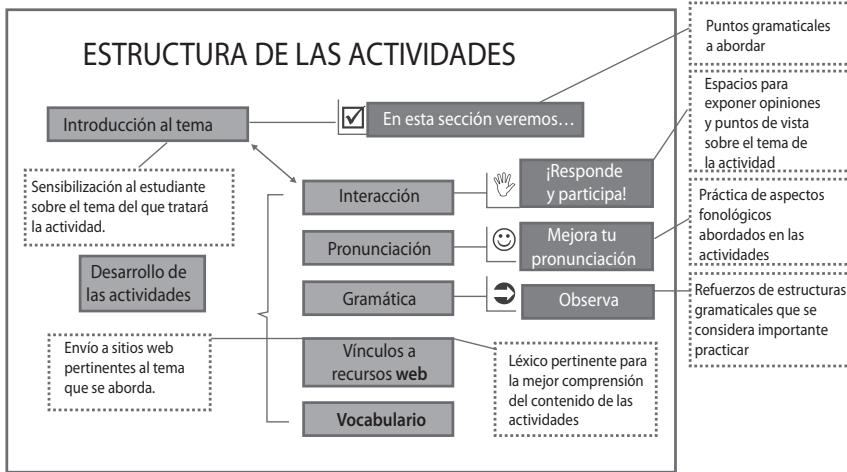 ESTRUCTURA DE LAS ACTIVIDADES
Puntos gramaticales
a abordar
Introducción al tema
En esta sección veremos…
Espacios para
exponer opiniones
y puntos de vista
sobre el tema de
la actividad
Sensibilización al estudiante
sobre el tema del que tratará
la actividad.
Interacción
¡Responde
y participa!
Pronunciación
Mejora tu
pronunciación
Práctica de aspectos
fonológicos
abordados en las
actividades
Desarrollo de
las actividades
Gramática
Observa
Refuerzos de estructuras
gramaticales que se
considera importante
practicar
Envío a sitios web
pertinentes al tema
que se aborda.
Vínculos a
recursos web
Léxico pertinente para
la mejor comprensión
del contenido de las
actividades
Vocabulario